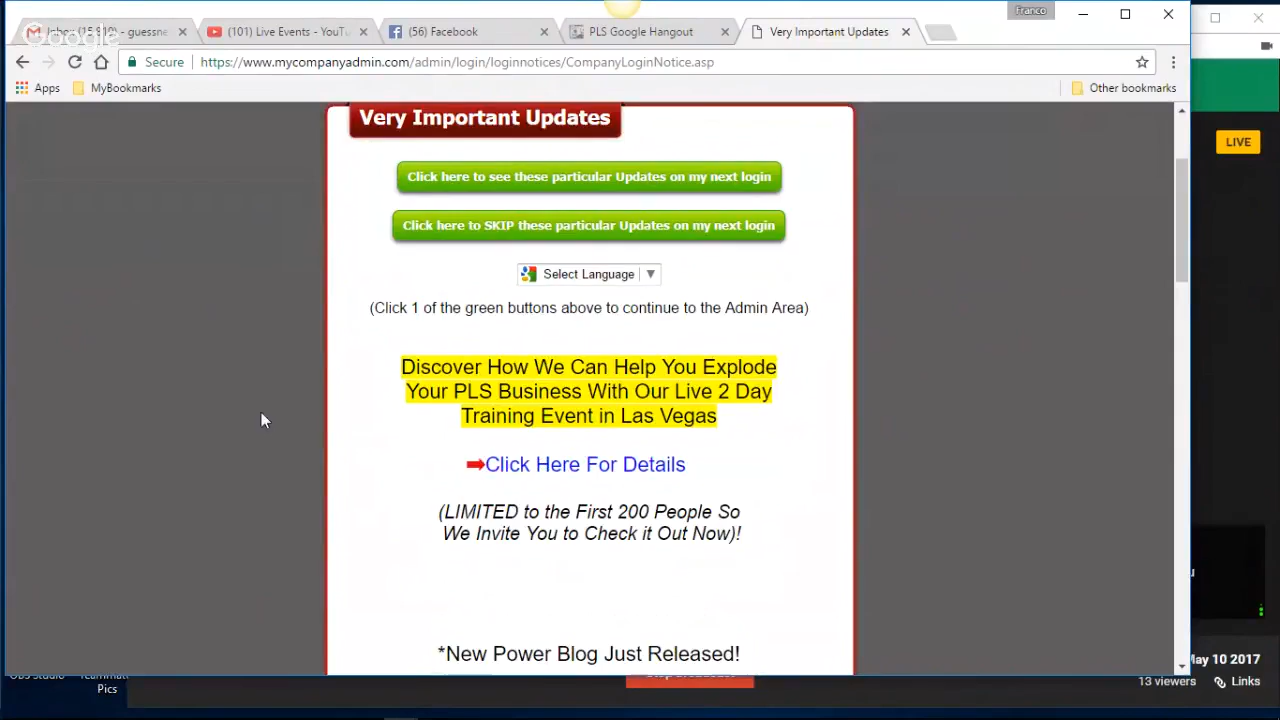 Franco
Inbox (15,810) - guessne
(101) Live Events - YouTu
(56) Facebook
PLS Google Hangout
Very Important Updates
Google
Secure
https://www.mycompanyadmin.com/admin/login/loginnotices/CompanyLoginNotice.asp
Apps
MyBookmarks
Other bookmarks
Very Important Updates
LIVE
Click here to see these particular Updates on my next login
Click here to SKIP these particular Updates on my next login
Select Language ▼
(Click 1 of the green buttons above to continue to the Admin Area)
Discover How We Can Help You Explode
Your PLS Business With Our Live 2 Day
Training Event in Las Vegas
Click Here For Details
(LIMITED to the First 200 People So
We Invite You to Check it Out Now)!
*New Power Blog Just Released!
May 10 2017
13 viewers
Links
OBS Studio
Teammat
Pics